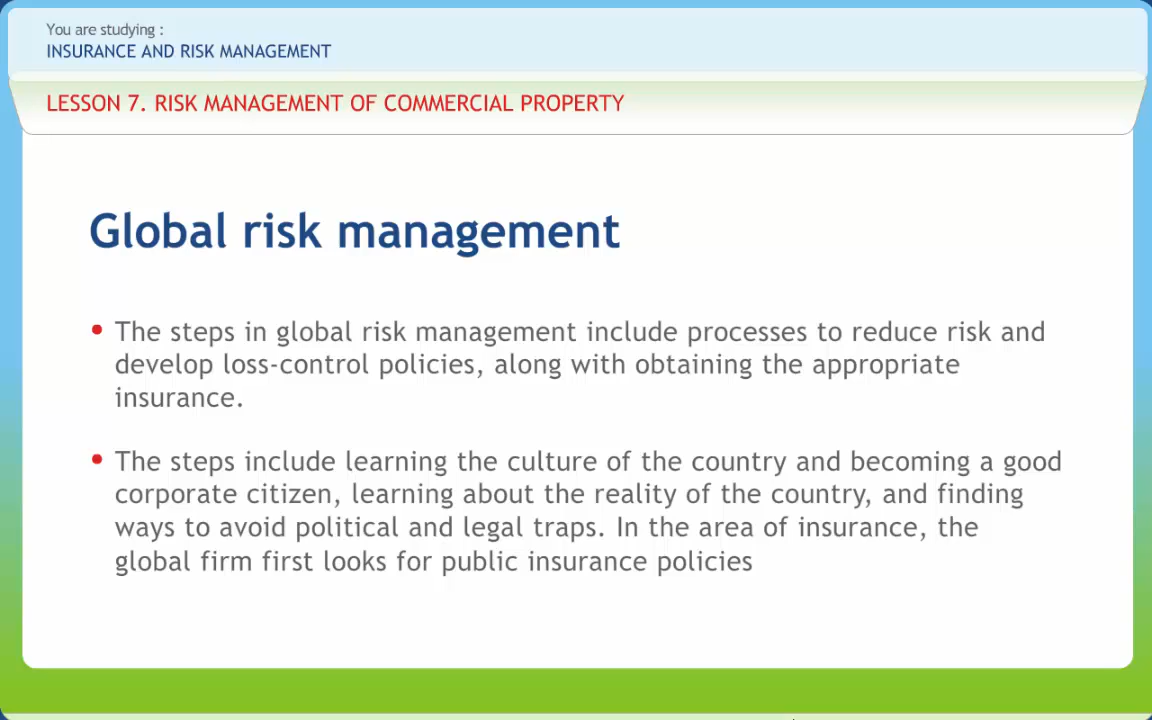 You are studying :
INSURANCE AND RISK MANAGEMENT
LESSON 7. RISK MANAGEMENT OF COMMERCIAL PROPERTY
Global risk management
• The steps in global risk management include processes to reduce risk and
develop loss-control policies, along with obtaining the appropriate
insurance.
• The steps include learning the culture of the country and becoming a good
corporate citizen, learning about the reality of the country, and finding
ways to avoid political and legal traps. In the area of insurance, the
global firm first looks for public insurance policies